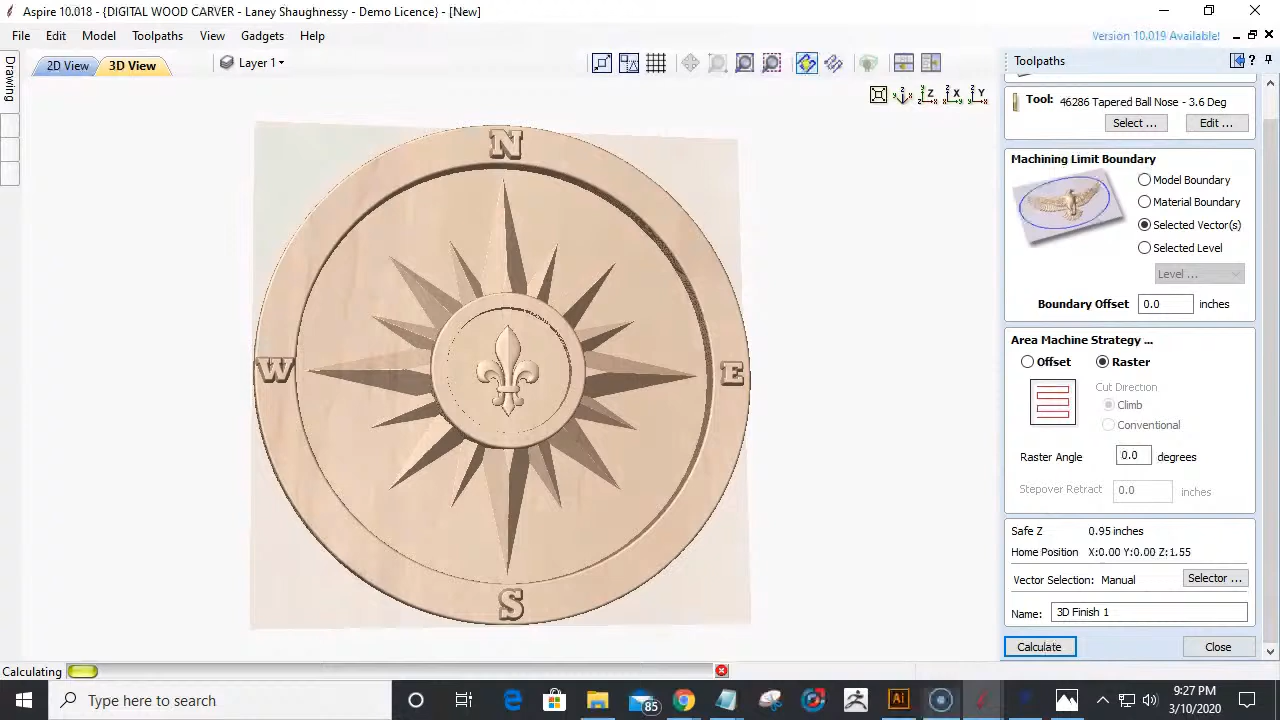 Aspire 10.018 - {DIGITAL WOOD CARVER - Laney Shaughnessy - Demo Licence} - [New]
File Edit Model Toolpaths View Gadgets Help
Version 10.019 Available!
Drawing
2D View 3D View Layer 1
Z X Y
N
W
E
S
Toolpaths
Tool: 46286 Tapered Ball Nose - 3.6 Deg
Select ... Edit ...
Machining Limit Boundary
Model Boundary
Material Boundary
Selected Vector(s)
Selected Level
Level ...
Boundary Offset 0.0 inches
Area Machine Strategy ...
Offset Raster
Cut Direction
Climb
Conventional
Raster Angle 0.0 degrees
Stepover Retract 0.0 inches
Safe Z 0.95 inches
Home Position X:0.00 Y:0.00 Z:1.55
Vector Selection: Manual Selector ...
Name: 3D Finish 1
Calculate Close
Calculating
Type here to search
85
Ai
9:27 PM
3/10/2020